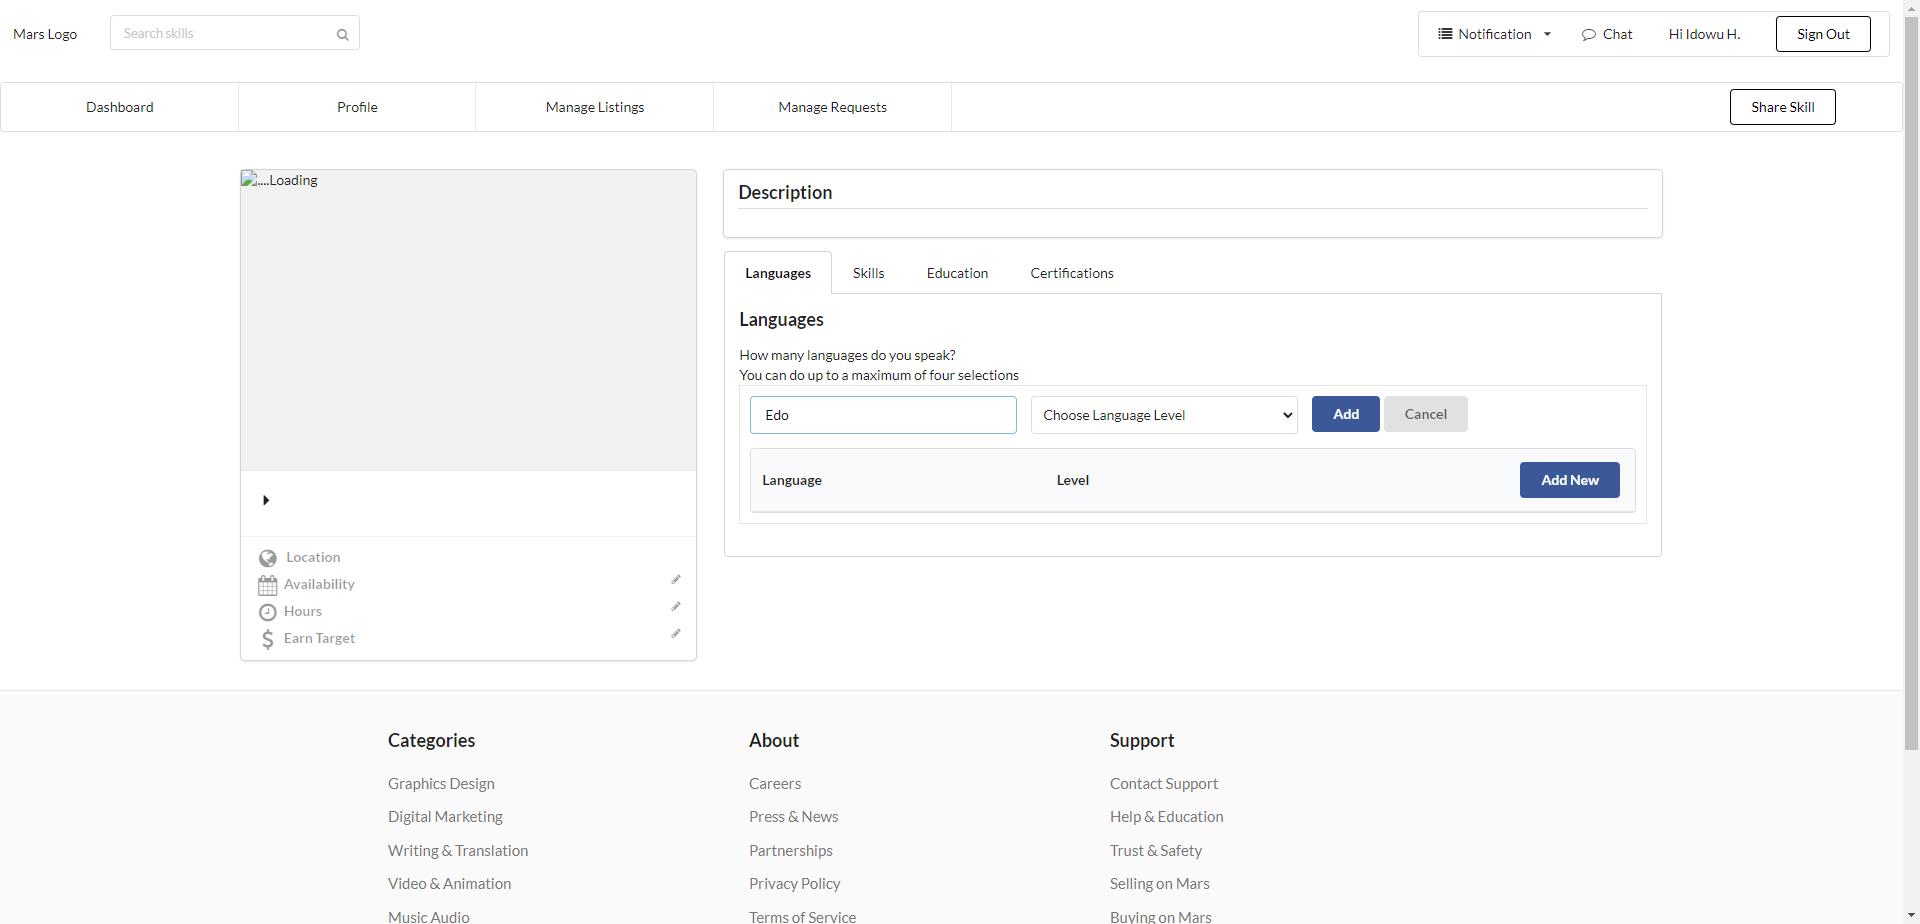 Mars Logo
Search skills
Notification
Chat
Hi Idowu H.
Sign Out
Dashboard
Profile
Manage Listings
Manage Requests
Share Skill
....Loading
Location
Availability
Hours
Earn Target
Description
Languages
Skills
Education
Certifications
Languages
How many languages do you speak?
You can do up to a maximum of four selections
Edo
Choose Language Level
Add
Cancel
Language
Level
Add New
Categories
Graphics Design
Digital Marketing
Writing & Translation
Video & Animation
Music Audio
About
Careers
Press & News
Partnerships
Privacy Policy
Terms of Service
Support
Contact Support
Help & Education
Trust & Safety
Selling on Mars
Buying on Mars